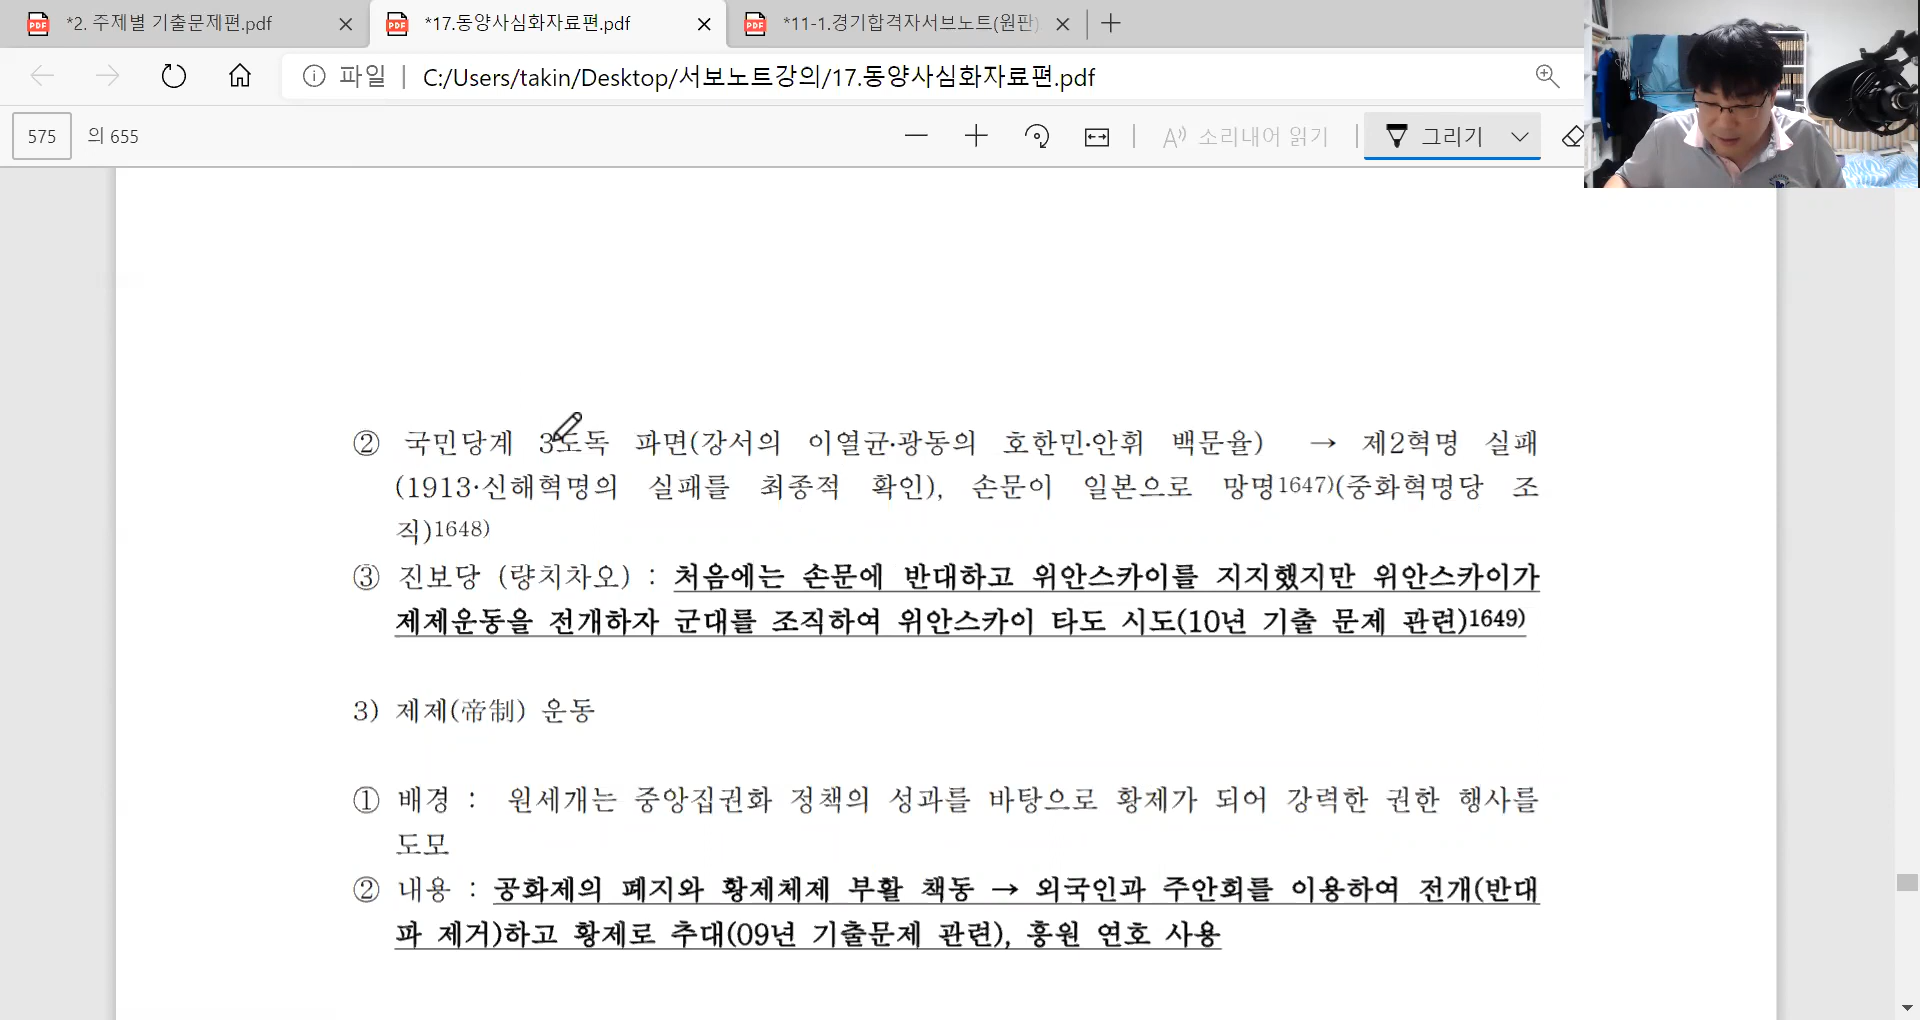 *2. 주제별 기출문제편.pdf
*17.동양사심화자료편.pdf
*11-1.경기합격자서브노트(원판)
파일 | C:/Users/takin/Desktop/서보노트강의/17.동양사심화자료편.pdf
575 의 655
소리내어 읽기
그리기
② 국민당계 3도독 파면(강서의 이열균·광동의 호한민·안휘 백문율) → 제2혁명 실패
(1913·신해혁명의 실패를 최종적 확인), 손문이 일본으로 망명1647)(중화혁명당 조
직)1648)
③ 진보당 (량치차오) : 처음에는 손문에 반대하고 위안스카이를 지지했지만 위안스카이가
제제운동을 전개하자 군대를 조직하여 위안스카이 타도 시도(10년 기출 문제 관련)1649)
3) 제제(帝制) 운동
① 배경 : 원세개는 중앙집권화 정책의 성과를 바탕으로 황제가 되어 강력한 권한 행사를
도모
② 내용 : 공화제의 폐지와 황제체제 부활 책동 → 외국인과 주안회를 이용하여 전개(반대
파 제거)하고 황제로 추대(09년 기출문제 관련), 홍원 연호 사용